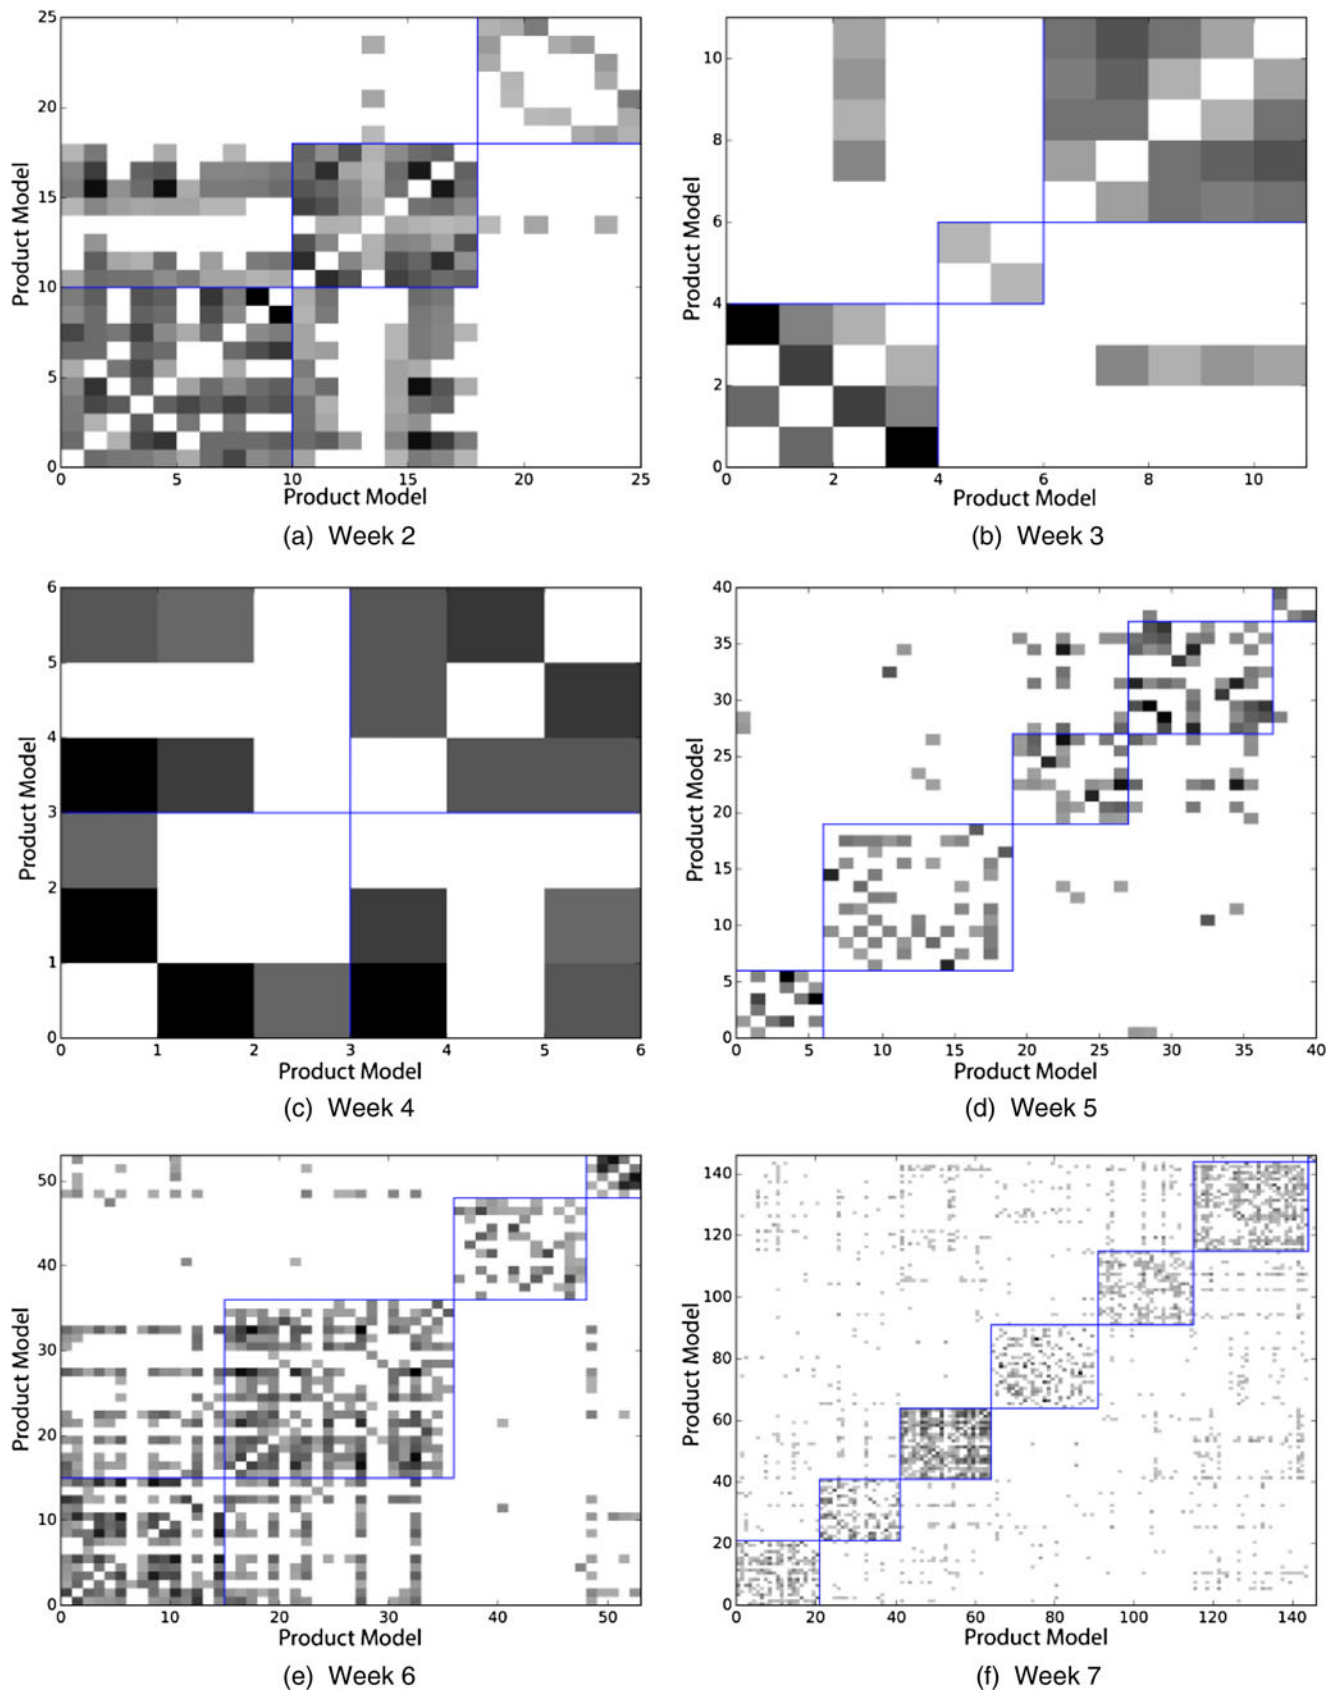 25
20
15
10
5
0
Product Model
0 5 10 15 20 25
Product Model
(a) Week 2
10
8
6
4
2
0
Product Model
0 2 4 6 8 10
Product Model
(b) Week 3
6
5
4
3
2
1
0
Product Model
0 1 2 3 4 5 6
Product Model
(c) Week 4
40
35
30
25
20
15
10
5
0
Product Model
0 5 10 15 20 25 30 35 40
Product Model
(d) Week 5
50
40
30
20
10
0
Product Model
0 10 20 30 40 50
Product Model
(e) Week 6
140
120
100
80
60
40
20
0
Product Model
0 20 40 60 80 100 120 140
Product Model
(f) Week 7